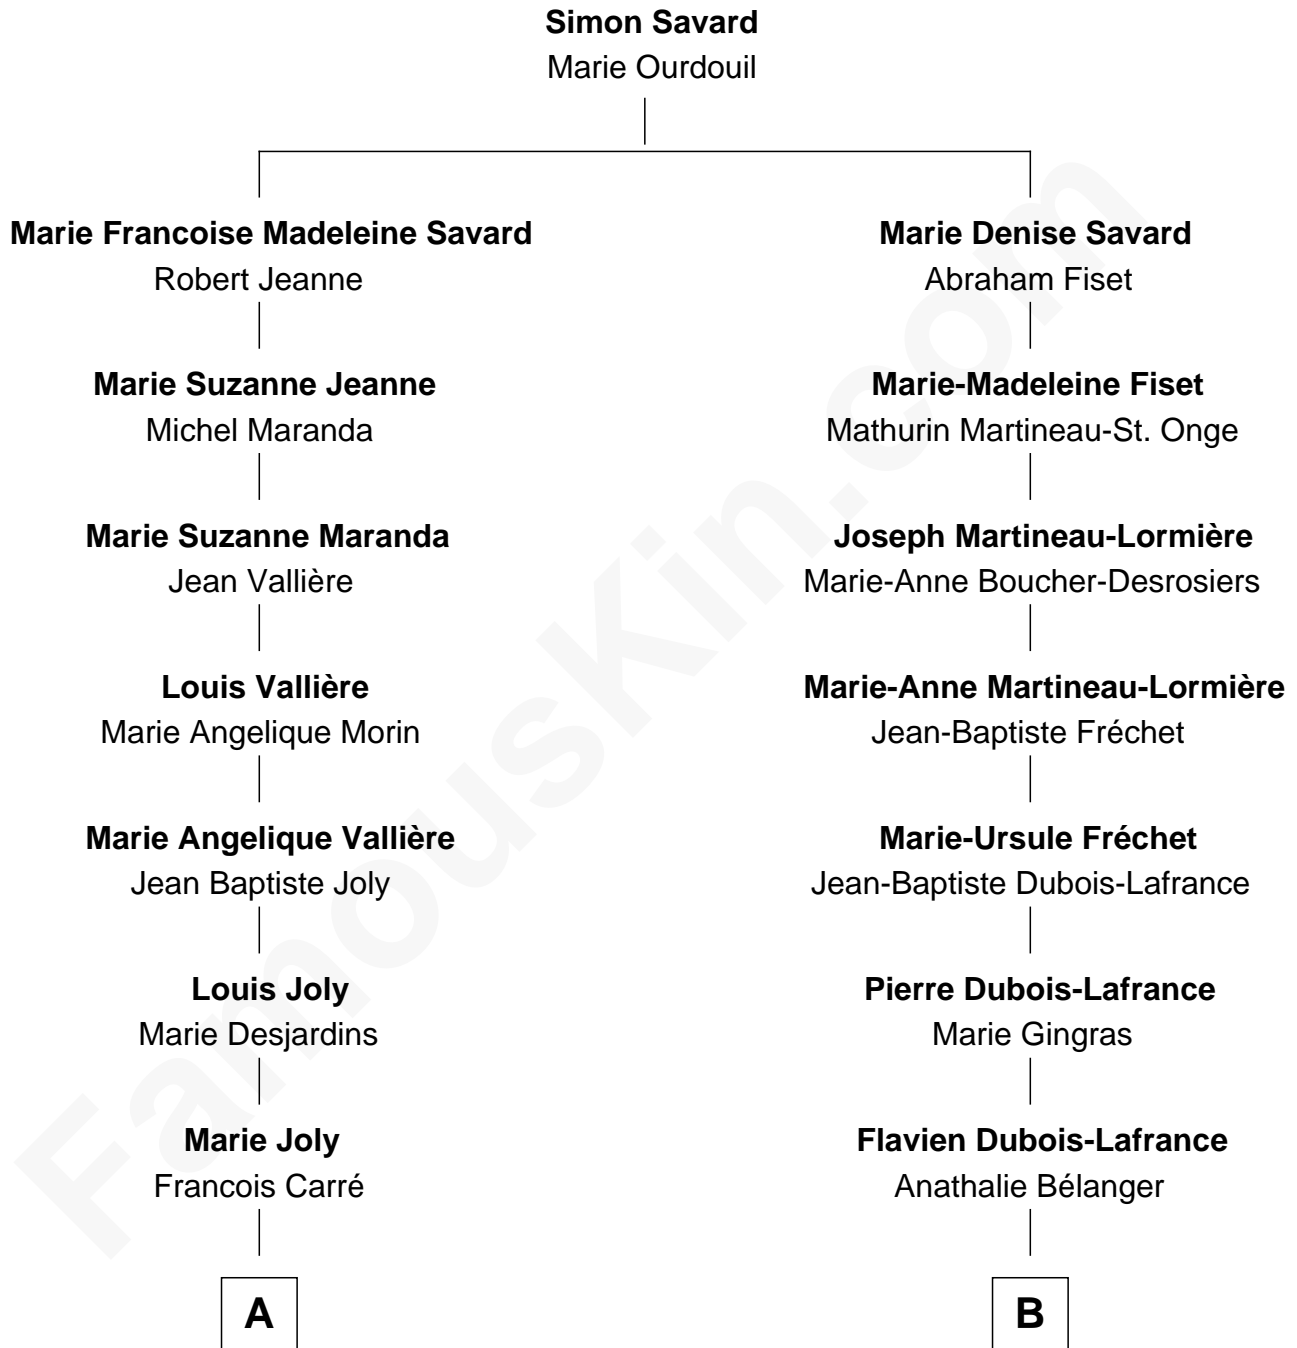 Simon Savard
Marie Ourdouil
Marie Francoise Madeleine Savard
Robert Jeanne
Marie Denise Savard
Abraham Fiset
Marie Suzanne Jeanne
Michel Maranda
Marie-Madeleine Fiset
Mathurin Martineau-St. Onge
Marie Suzanne Maranda
Jean Vallière
Joseph Martineau-Lormière
Marie-Anne Boucher-Desrosiers
Louis Vallière
Marie Angelique Morin
Marie-Anne Martineau-Lormière
Jean-Baptiste Fréchet
Marie Angelique Vallière
Jean Baptiste Joly
Marie-Ursule Fréchet
Jean-Baptiste Dubois-Lafrance
Louis Joly
Marie Desjardins
Pierre Dubois-Lafrance
Marie Gingras
Marie Joly
Francois Carré
Flavien Dubois-Lafrance
Anathalie Bélanger
A
B
FamousKin.com